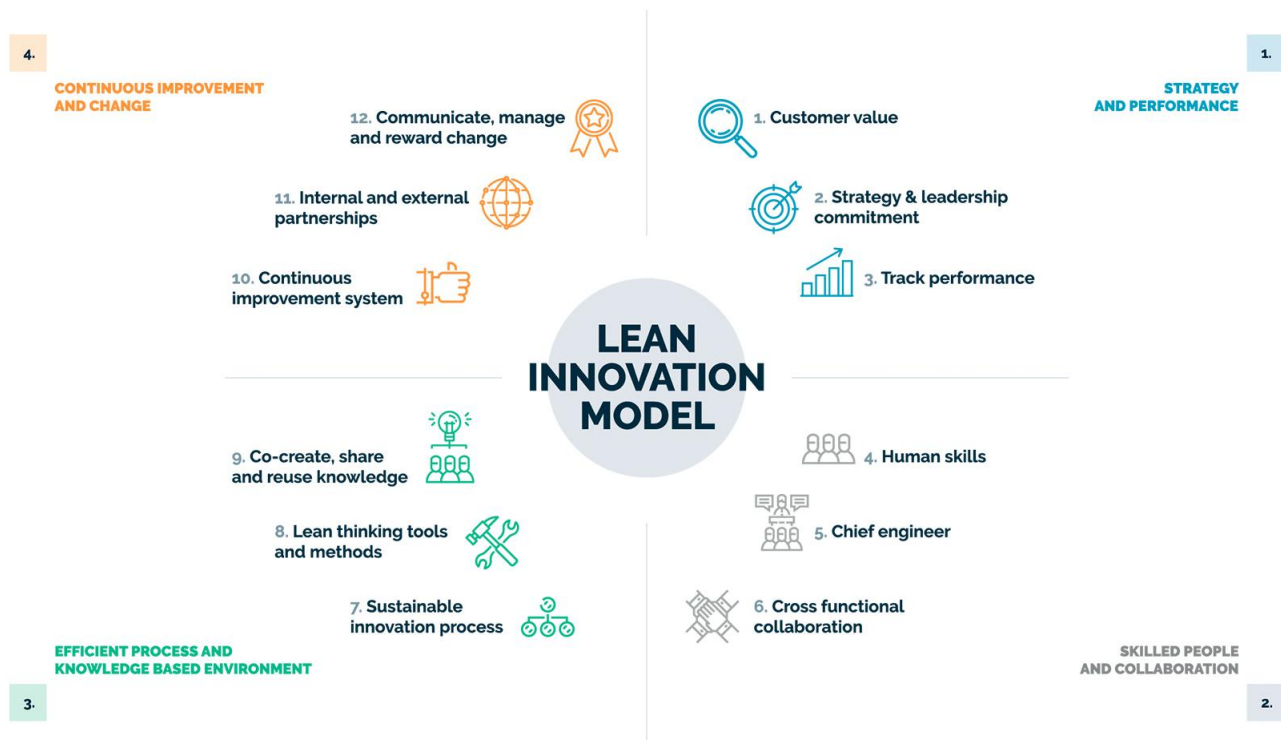 LEAN
INNOVATION
MODEL
1.
STRATEGY
AND PERFORMANCE
1. Customer value
2. Strategy & leadership
commitment
3. Track performance
2.
SKILLED PEOPLE
AND COLLABORATION
4. Human skills
5. Chief engineer
6. Cross functional
collaboration
3.
EFFICIENT PROCESS AND
KNOWLEDGE BASED ENVIRONMENT
7. Sustainable
innovation process
8. Lean thinking tools
and methods
9. Co-create, share
and reuse knowledge
4.
CONTINUOUS IMPROVEMENT
AND CHANGE
10. Continuous
improvement system
11. Internal and external
partnerships
12. Communicate, manage
and reward change